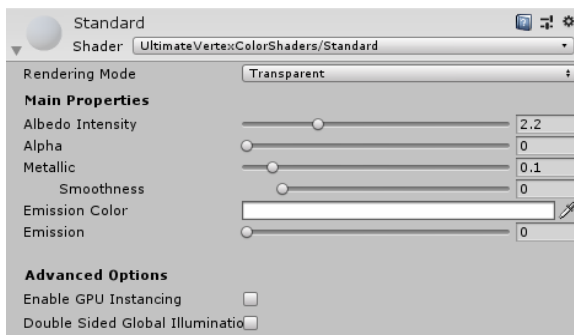 Standard
Shader UltimateVertexColorShaders/Standard
Rendering Mode Transparent
Main Properties
Albedo Intensity 2.2
Alpha 0
Metallic 0.1
Smoothness 0
Emission Color
Emission 0
Advanced Options
Enable GPU Instancing
Double Sided Global Illuminatio